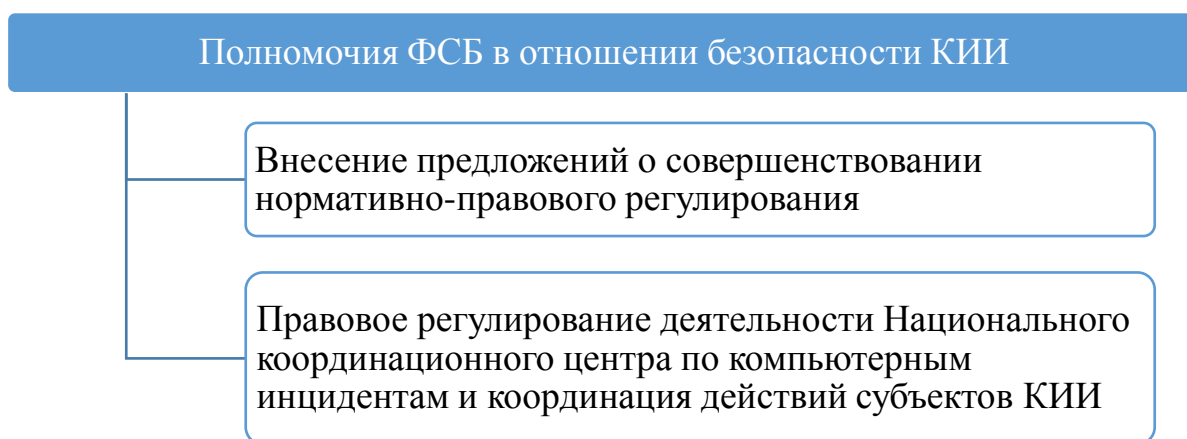 Полномочия ФСБ в отношении безопасности КИИ
Внесение предложений о совершенствовании
нормативно-правового регулирования
Правовое регулирование деятельности Национального
координационного центра по компьютерным
инцидентам и координация действий субъектов КИИ